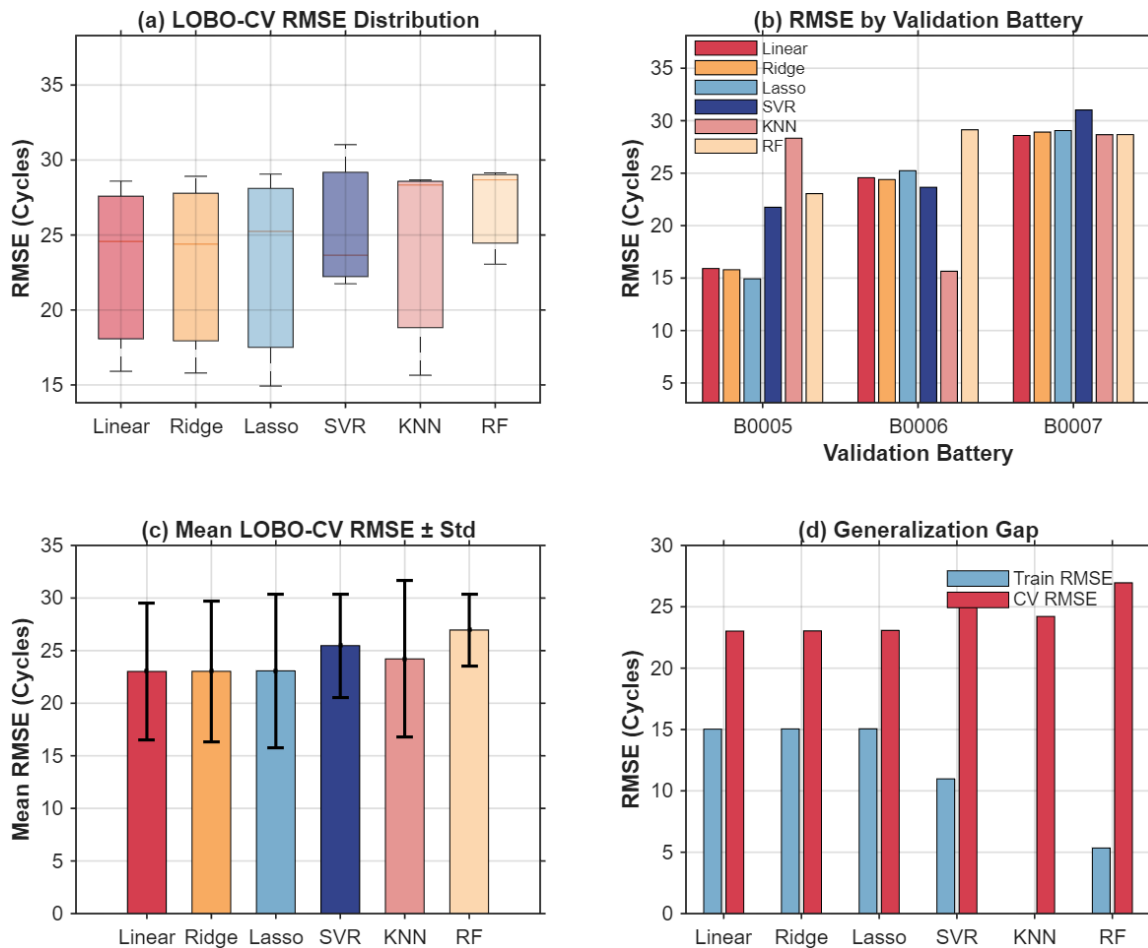 (a) LOBO-CV RMSE Distribution
RMSE (Cycles)
35
30
25
20
15
Linear Ridge Lasso SVR KNN RF
(b) RMSE by Validation Battery
RMSE (Cycles)
35
30
25
20
15
10
5
Linear
Ridge
Lasso
SVR
KNN
RF
B0005 B0006 B0007
Validation Battery
(c) Mean LOBO-CV RMSE ± Std
Mean RMSE (Cycles)
35
30
25
20
15
10
5
0
Linear Ridge Lasso SVR KNN RF
(d) Generalization Gap
RMSE (Cycles)
30
25
20
15
10
5
0
Train RMSE
CV RMSE
Linear Ridge Lasso SVR KNN RF